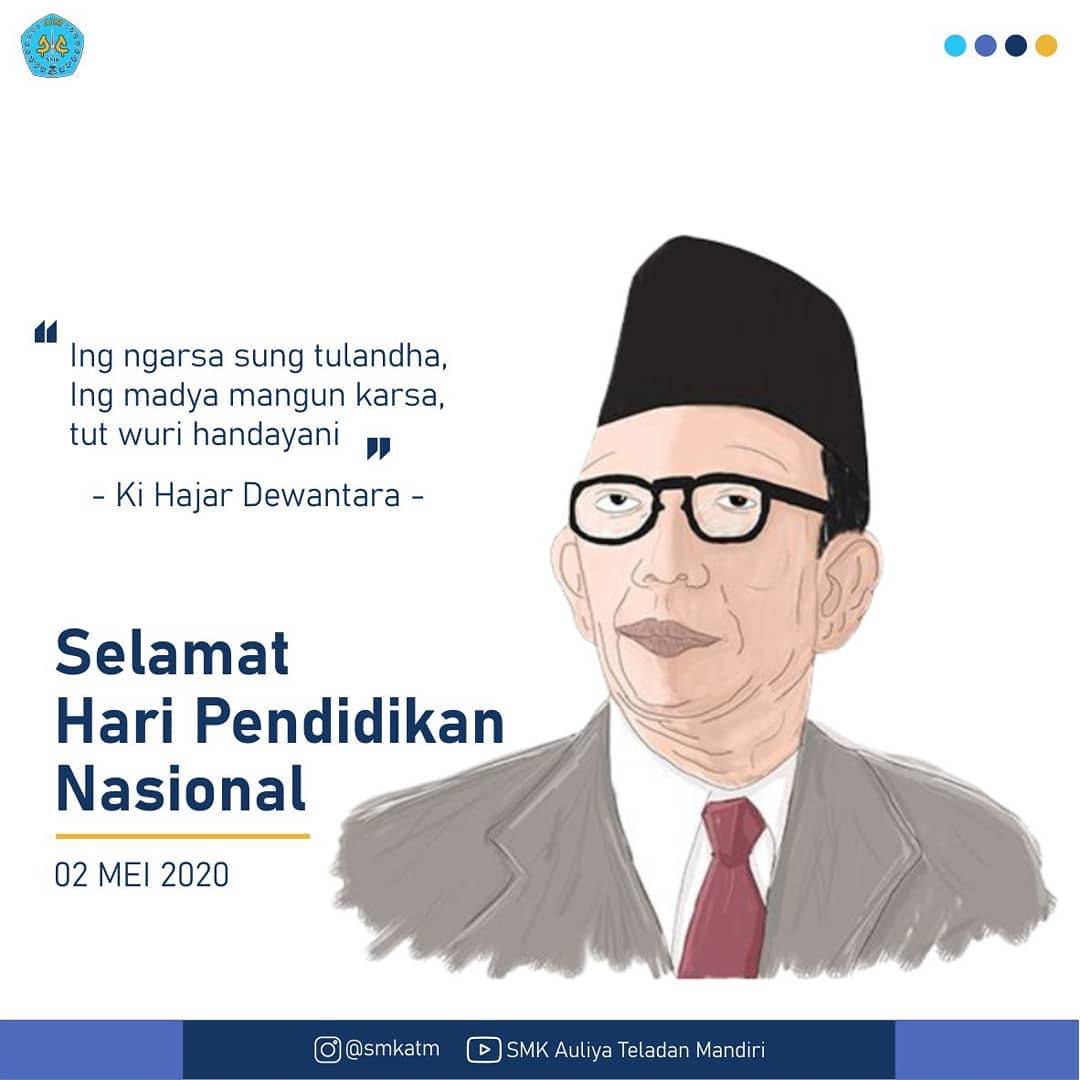 “ Ing ngarsa sung tulandha,
Ing madya mangun karsa,
tut wuri handayani ”
- Ki Hajar Dewantara -
Selamat
Hari Pendidikan
Nasional
02 MEI 2020
@smkatm SMK Auliya Teladan Mandiri